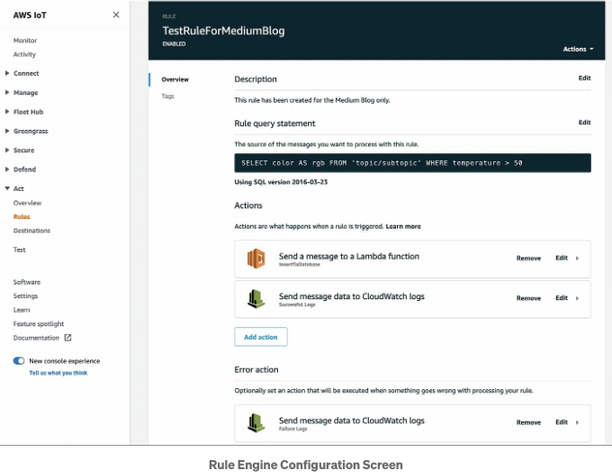 AWS IoT
Monitor
Activity
Connect
Manage
Fleet Hub
Greengrass
Secure
Defend
Act
Overview
Rules
Destinations
Test
Software
Settings
Learn
Feature spotlight
Documentation
New console experience
Tell us what you think
RULE
TestRuleForMediumBlog
ENABLED
Actions
Overview
Tags
Description Edit
This rule has been created for the Medium Blog only.
Rule query statement Edit
The source of the messages you want to process with this rule.
SELECT color AS rgb FROM 'topic/subtopic' WHERE temperature > 50
Using SQL version 2016-03-23
Actions
Actions are what happens when a rule is triggered. Learn more
Send a message to a Lambda function Remove Edit
InsertToDatabase
Send message data to CloudWatch logs Remove Edit
Successful Logs
Add action
Error action
Optionally set an action that will be executed when something goes wrong with processing your rule.
Send message data to CloudWatch logs Remove Edit
Failure Logs
Rule Engine Configuration Screen